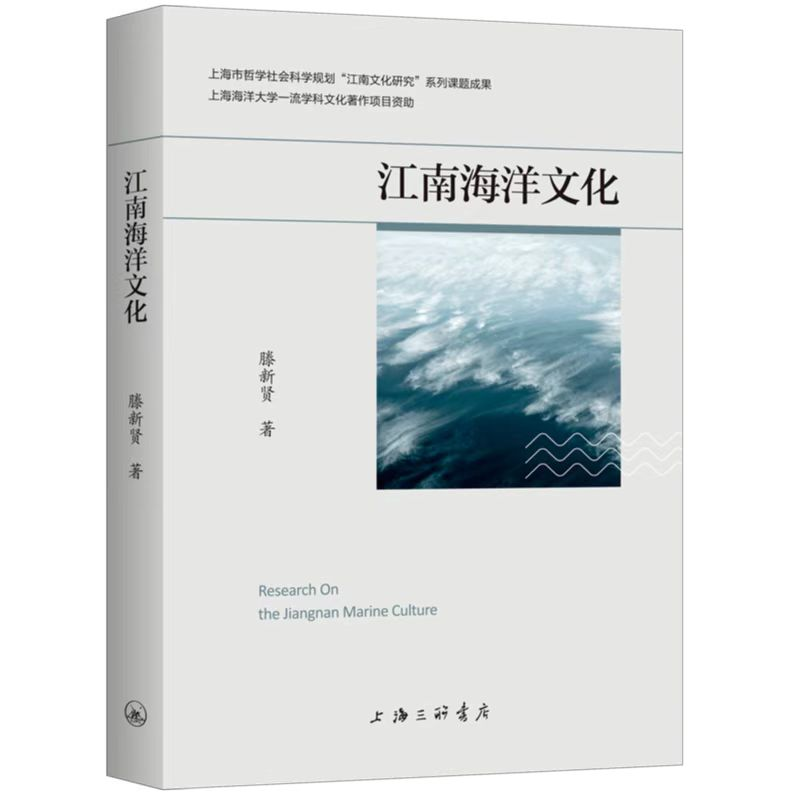 上海市哲学社会科学规划“江南文化研究”系列课题成果
上海海洋大学一流学科文化著作项目资助
江南海洋文化
滕新贤 著
Research On
the Jiangnan Marine Culture
上海三联书店
江南海洋文化
滕新贤 著